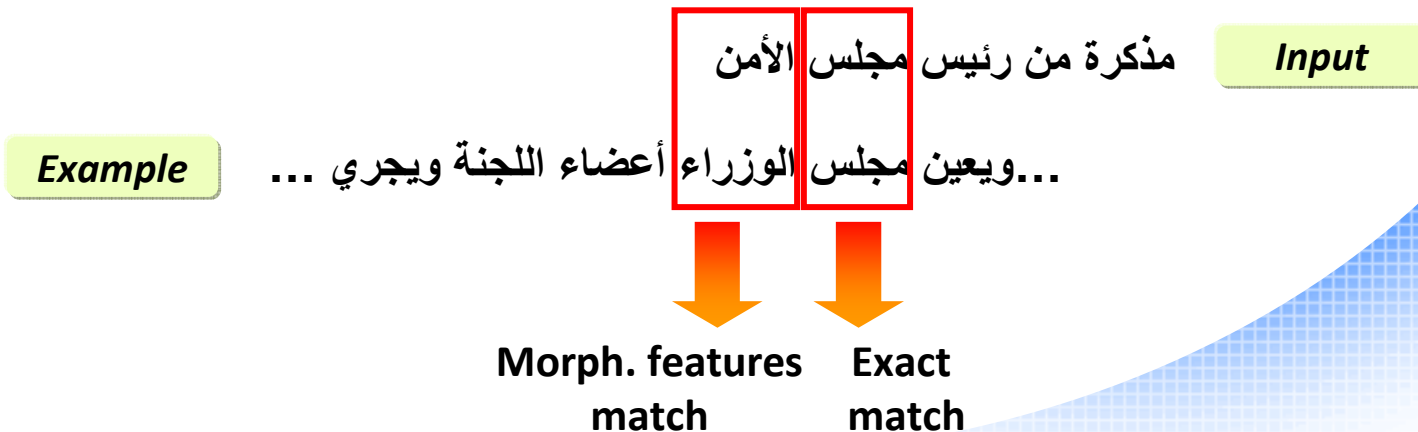 مذكرة من رئيس مجلس الأمن
Input
...ويعين مجلس الوزراء أعضاء اللجنة ويجري ...
Example
Morph. features match
Exact match